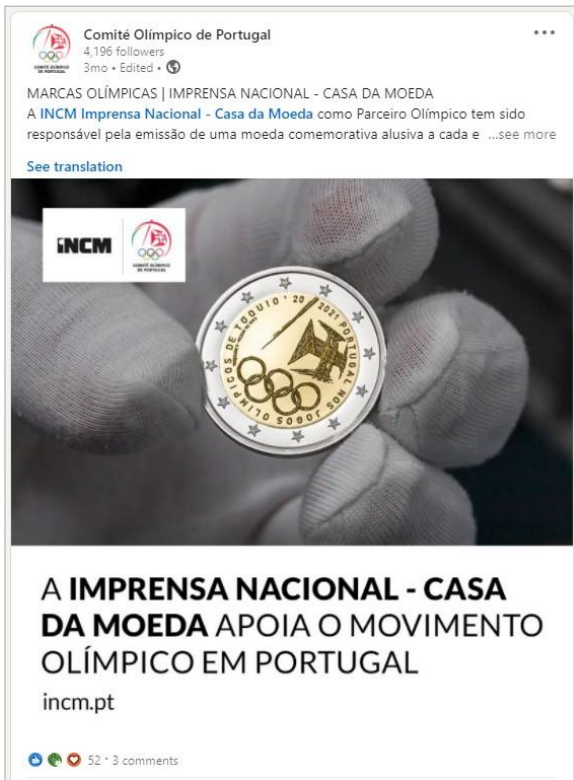 Comité Olímpico de Portugal
4,196 followers
3mo • Edited •
MARCAS OLÍMPICAS | IMPRENSA NACIONAL - CASA DA MOEDA
A INCM Imprensa Nacional - Casa da Moeda como Parceiro Olímpico tem sido
responsável pela emissão de uma moeda comemorativa alusiva a cada e ...see more
See translation
INCM
COMITÉ OLÍMPICO
DE PORTUGAL
JOGOS OLÍMPICOS DE TOQUIO ' 20
2021 PORTUGAL NOS
A IMPRENSA NACIONAL - CASA
DA MOEDA APOIA O MOVIMENTO
OLÍMPICO EM PORTUGAL
incm.pt
52 • 3 comments